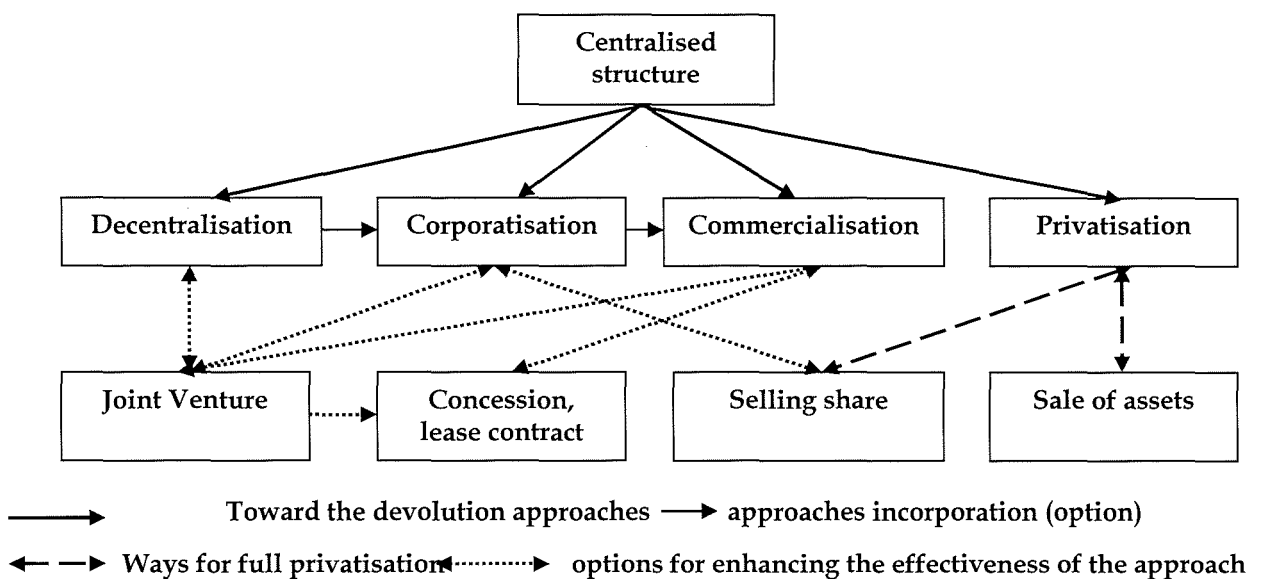 Centralised
structure
Decentralisation
Corporatisation
Commercialisation
Privatisation
Joint Venture
Concession,
lease contract
Selling share
Sale of assets
Toward the devolution approaches
approaches incorporation (option)
Ways for full privatisation
options for enhancing the effectiveness of the approach